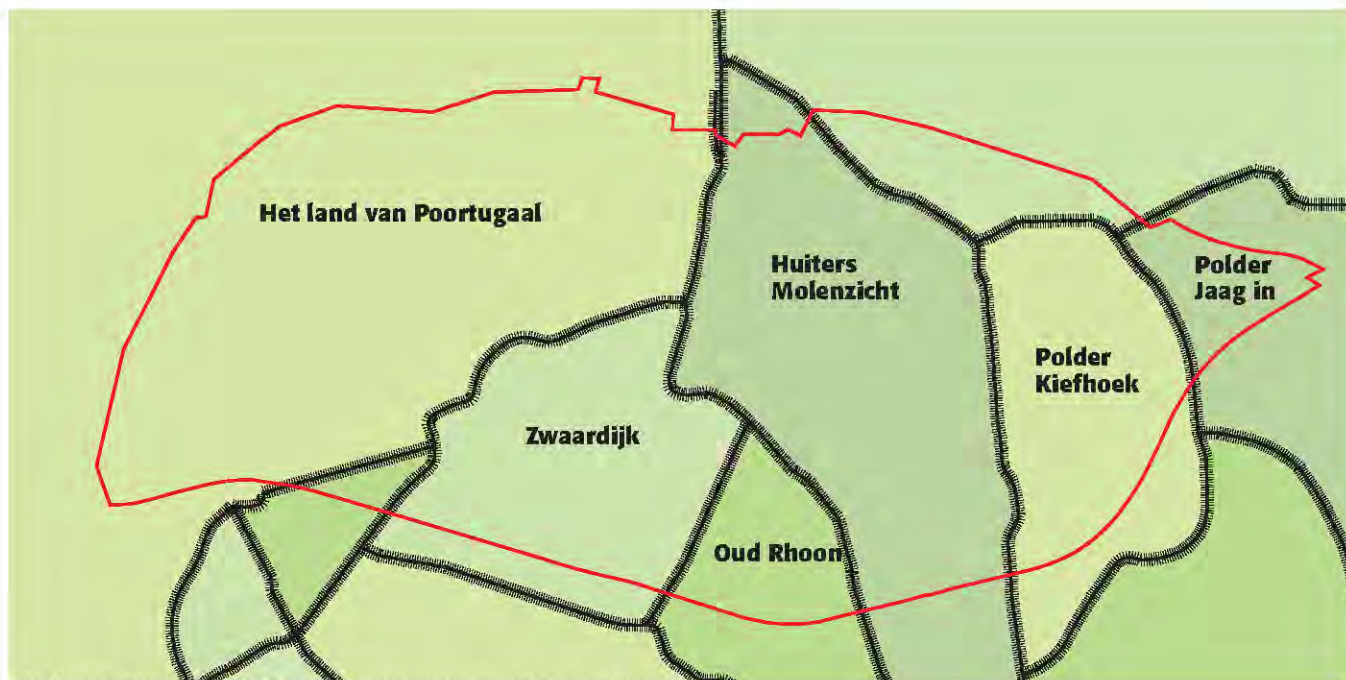 Het land van Poortugaal
Huiters
Molenzicht
Polder
Jaag in
Polder
Kiefhoek
Zwaardijk
Oud Rhoon